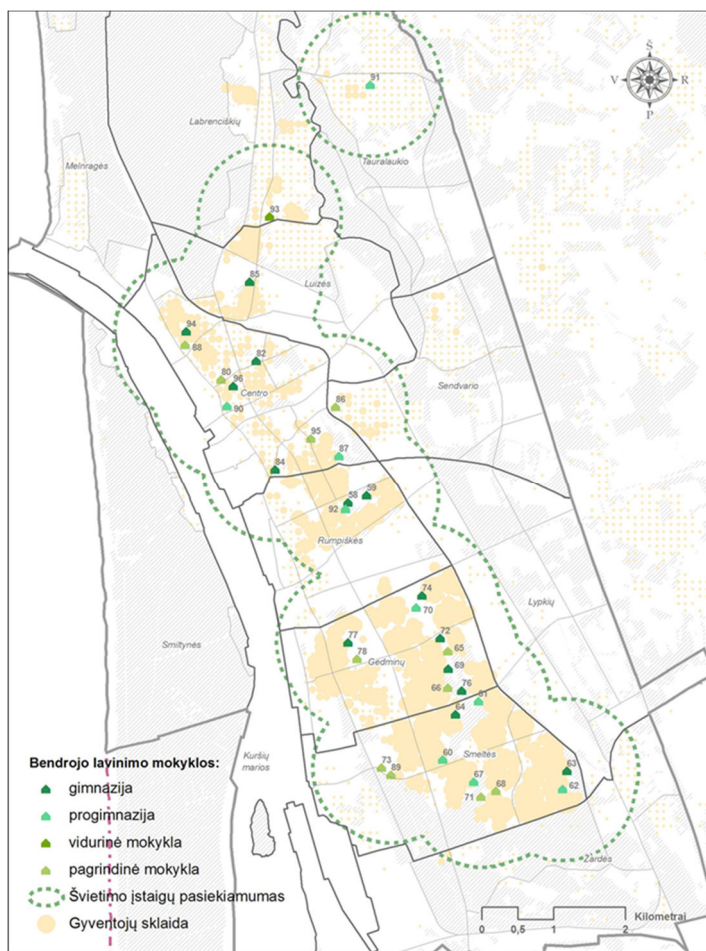 Š
V R
P
91
Labrenciškių
Tauralaukio
Melnragės
93
85
Luizės
94
88
82
80
96
Centro
90
Sendvario
86
95
87
84
59
58
92
Rumpiškės
74
70
Lypkių
72
77
65
78
Gedminų
69
66
76
81
64
Smiltynės
Smeltės
60
73
89
63
67
68
62
71
Kuršių
marios
Žardės
Bendrojo lavinimo mokyklos:
gimnazija
progimnazija
vidurinė mokykla
pagrindinė mokykla
Švietimo įstaigų pasiekiamumas
Gyventojų sklaida
0 0,5 1 2 Kilometrai